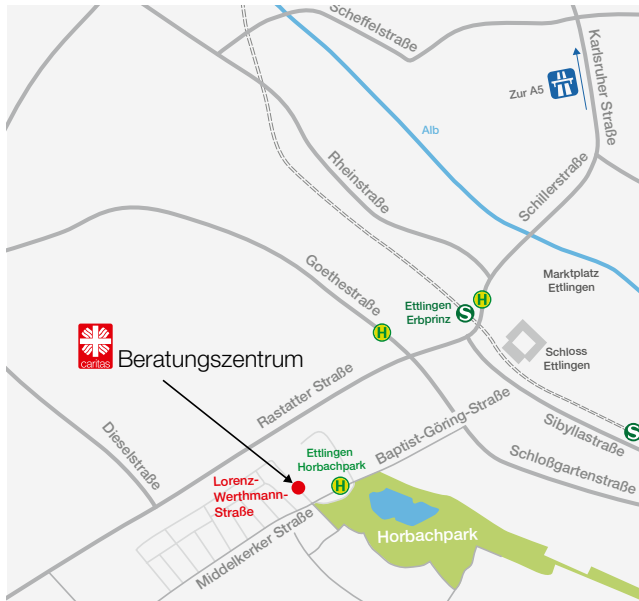 Scheffelstraße
Karlsruher Straße
Zur A5
Alb
Rheinstraße
Schillerstraße
Goethestraße
Marktplatz
Ettlingen
Ettlingen
Erbprinz
H
S
H
Schloss
Ettlingen
caritas
Beratungszentrum
Rastatter Straße
Baptist-Göring-Straße
Sibyllastraße
S
Dieselstraße
Ettlingen
Horbachpark
H
Schloßgartenstraße
Lorenz-
Werthmann-
Straße
Middelkerker Straße
Horbachpark